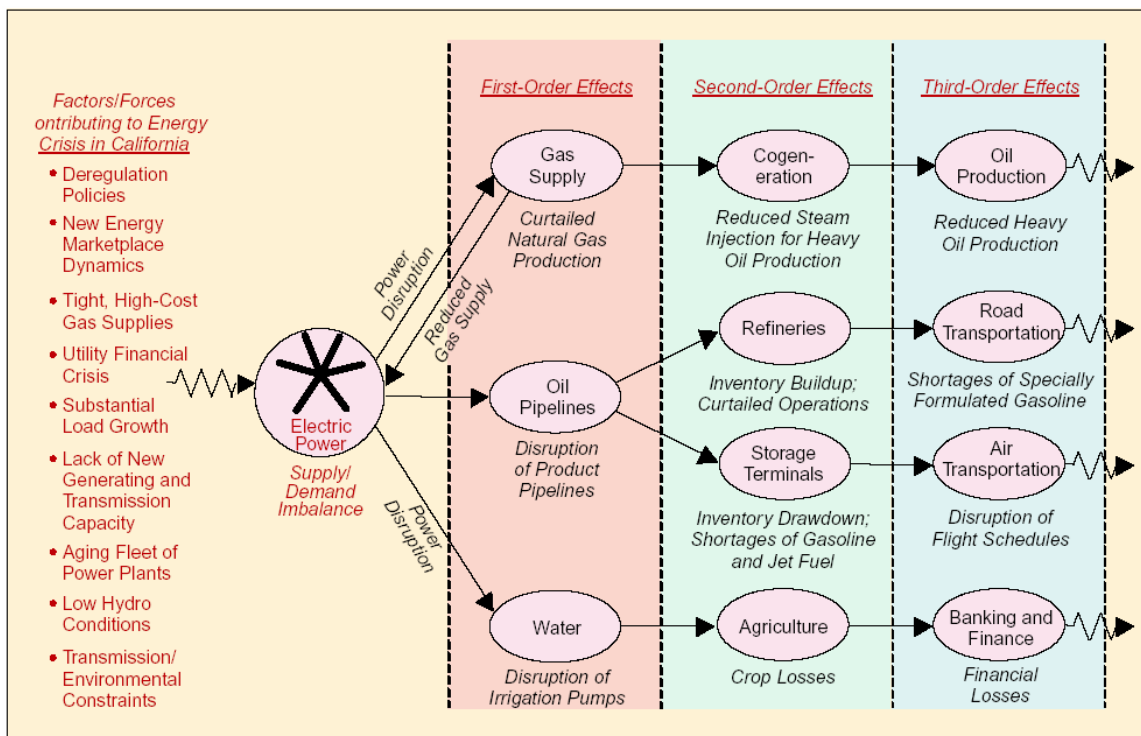 Factors/Forces
ontributing to Energy
Crisis in California
• Deregulation
Policies
• New Energy
Marketplace
Dynamics
• Tight, High-Cost
Gas Supplies
• Utility Financial
Crisis
• Substantial
Load Growth
• Lack of New
Generating and
Transmission
Capacity
• Aging Fleet of
Power Plants
• Low Hydro
Conditions
• Transmission/
Environmental
Constraints
Electric
Power
Supply/
Demand
Imbalance
Power
Disruption
Reduced
Gas Supply
Power
Disruption
First-Order Effects
Gas
Supply
Curtailed
Natural Gas
Production
Oil
Pipelines
Disruption
of Product
Pipelines
Water
Disruption of
Irrigation Pumps
Second-Order Effects
Cogen-
eration
Reduced Steam
Injection for Heavy
Oil Production
Refineries
Inventory Buildup;
Curtailed Operations
Storage
Terminals
Inventory Drawdown;
Shortages of Gasoline
and Jet Fuel
Agriculture
Crop Losses
Third-Order Effects
Oil
Production
Reduced Heavy
Oil Production
Road
Transportation
Shortages of Specially
Formulated Gasoline
Air
Transportation
Disruption of
Flight Schedules
Banking and
Finance
Financial
Losses